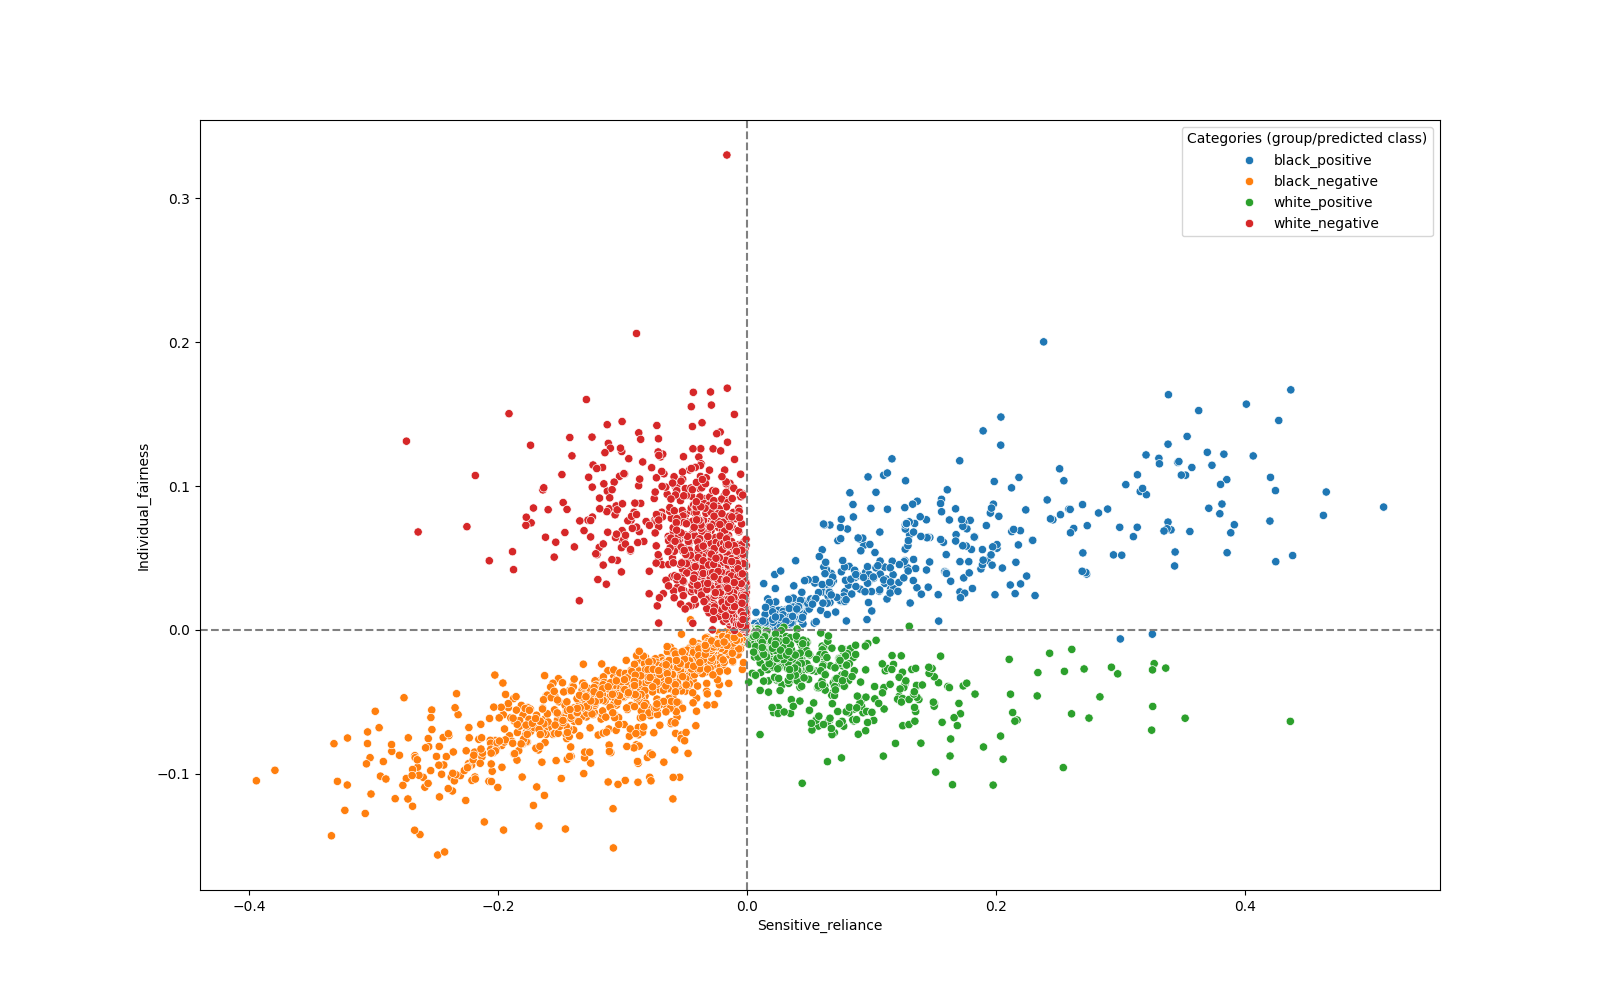 Categories (group/predicted class)
black_positive
black_negative
white_positive
white_negative
0.3
0.2
0.1
0.0
−0.1
Individual_fairness
−0.4
−0.2
0.0
0.2
0.4
Sensitive_reliance